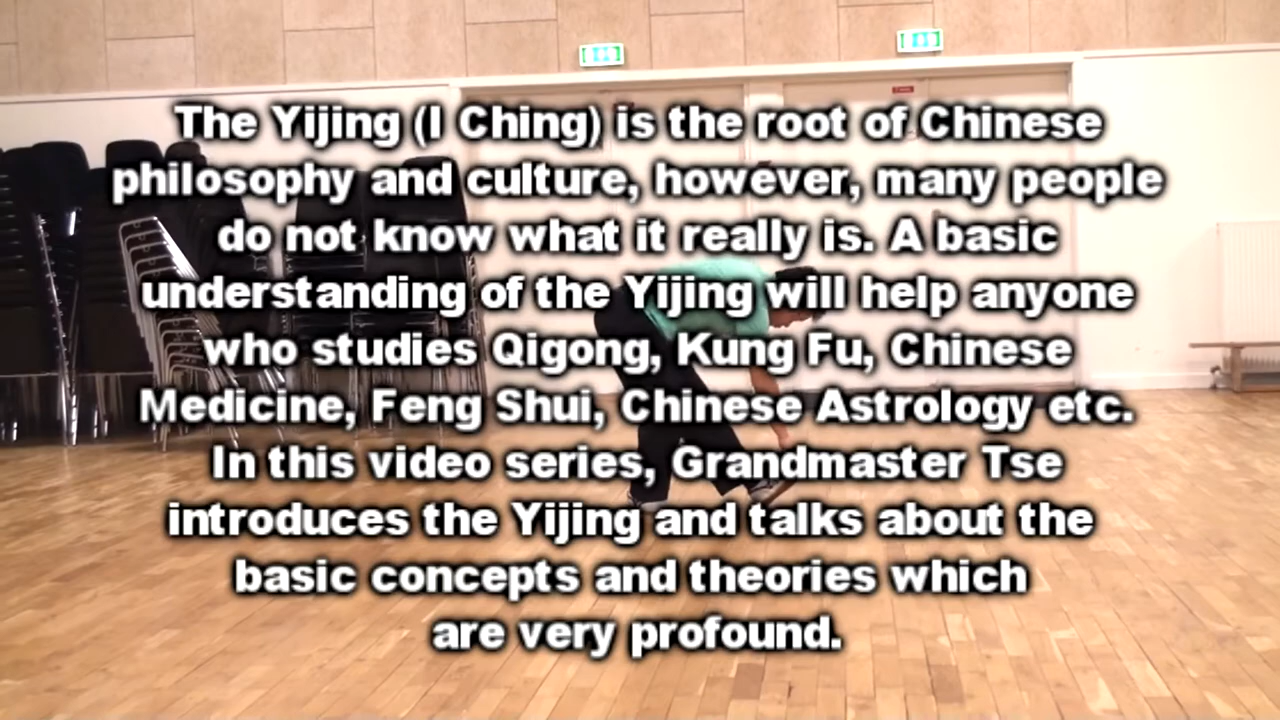 The Yijing (I Ching) is the root of Chinese
philosophy and culture, however, many people
do not know what it really is. A basic
understanding of the Yijing will help anyone
who studies Qigong, Kung Fu, Chinese
Medicine, Feng Shui, Chinese Astrology etc.
In this video series, Grandmaster Tse
introduces the Yijing and talks about the
basic concepts and theories which
are very profound.